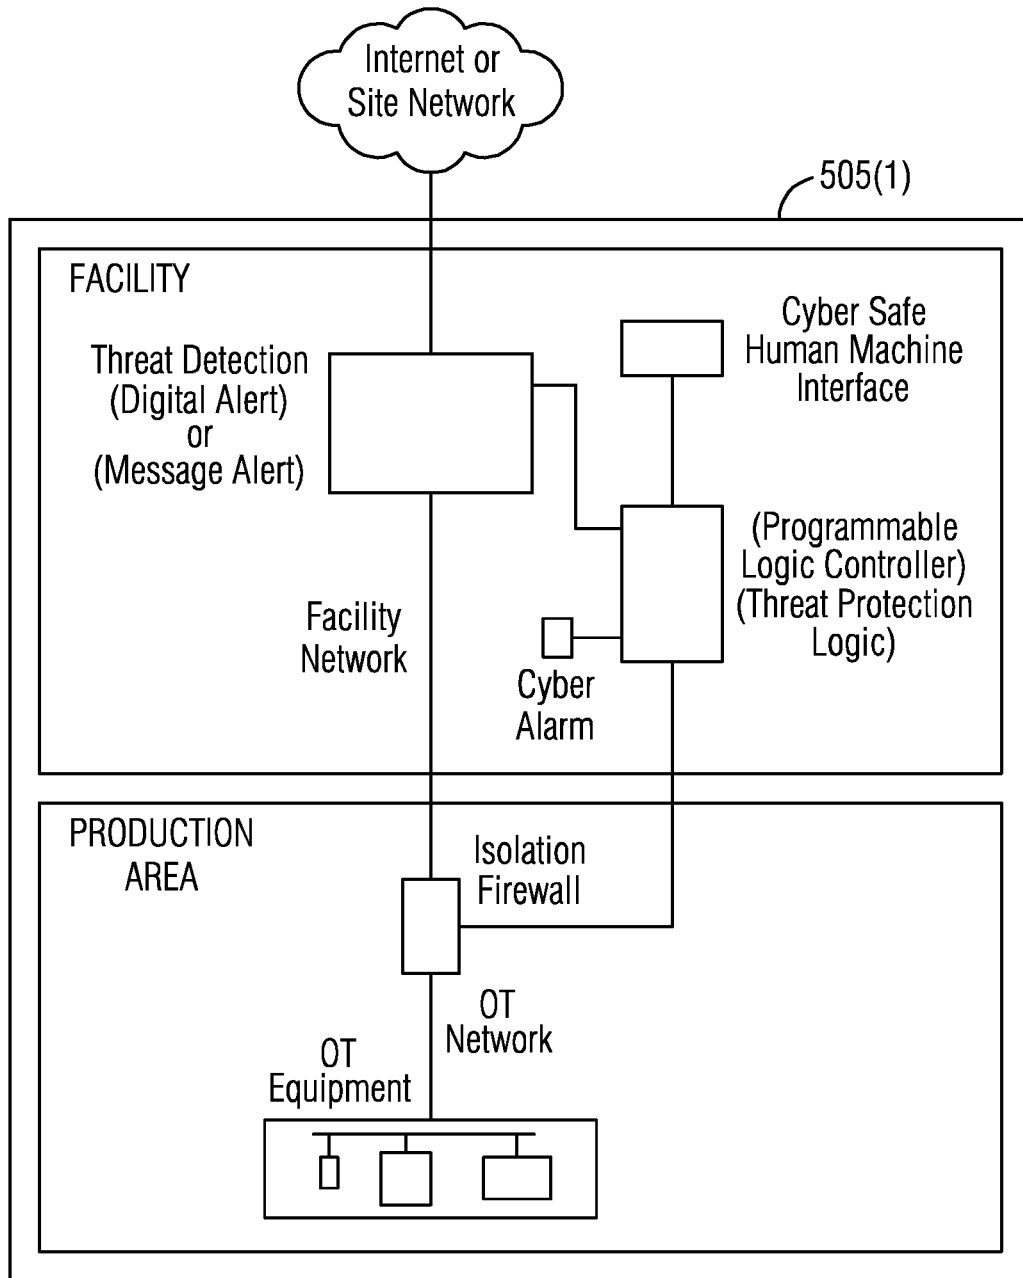 Internet or
Site Network
505(1)
FACILITY
Threat Detection
(Digital Alert)
or
(Message Alert)
Cyber Safe
Human Machine
Interface
(Programmable
Logic Controller)
(Threat Protection
Logic)
Facility
Network
Cyber
Alarm
PRODUCTION
AREA
Isolation
Firewall
OT
Network
OT
Equipment